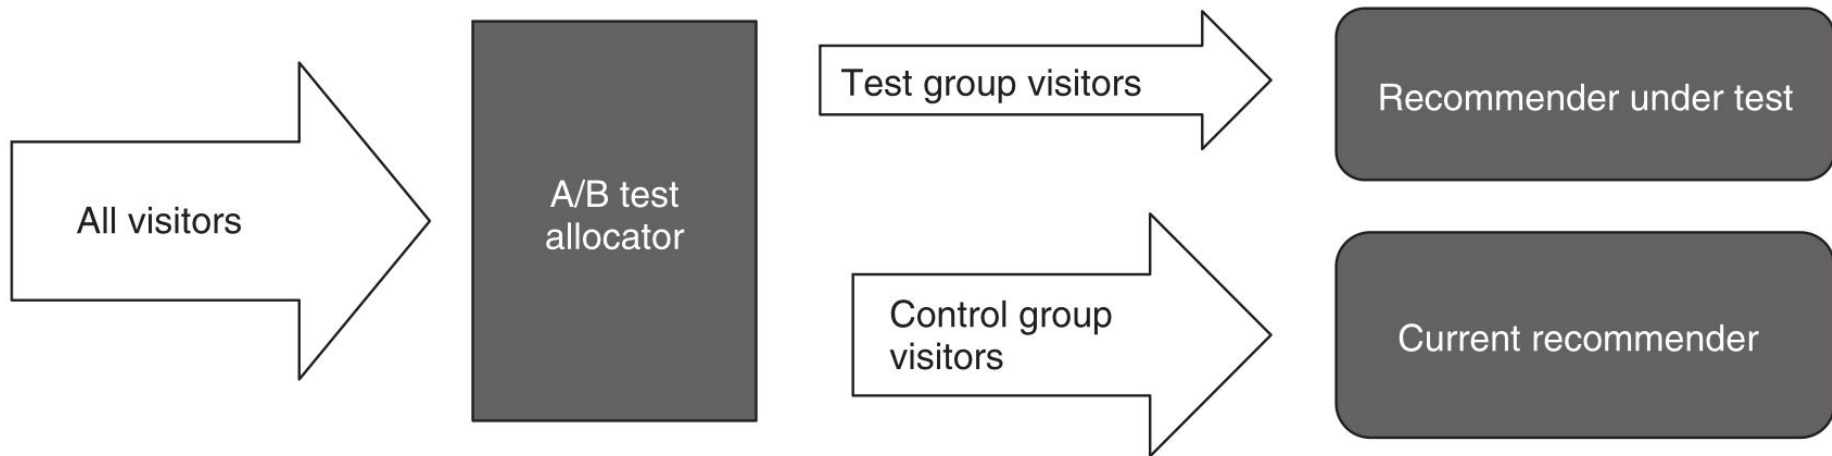 All visitors
A/B test
allocator
Test group visitors
Recommender under test
Control group
visitors
Current recommender